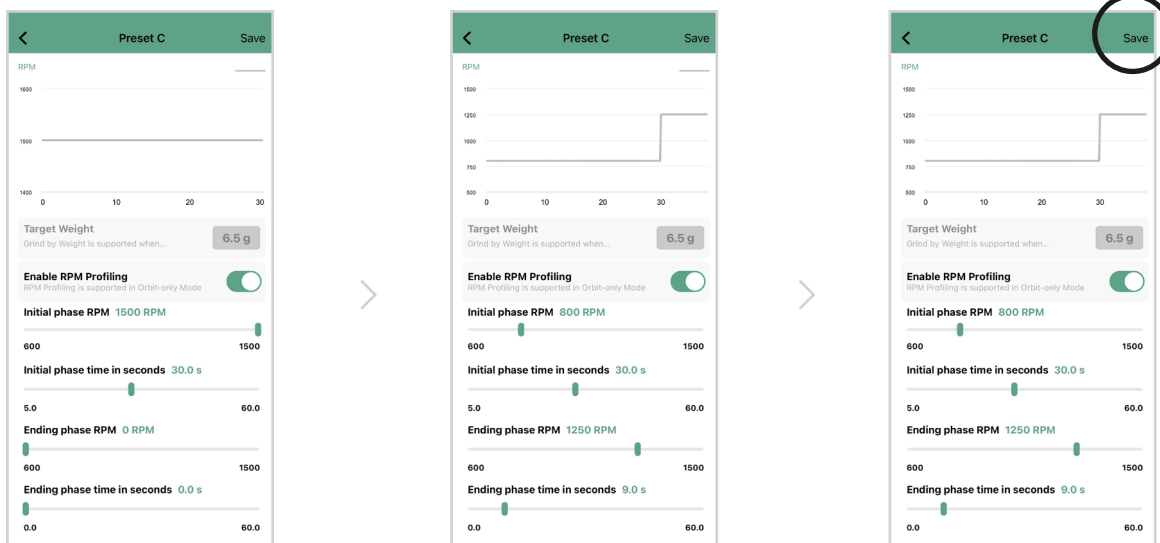 Preset C Save
RPM
1600
1500
1400
0 10 20 30
Target Weight
Grind by Weight is supported when...
6.5 g
Enable RPM Profiling
RPM Profiling is supported in Orbit-only Mode
Initial phase RPM 1500 RPM
600 1500
Initial phase time in seconds 30.0 s
5.0 60.0
Ending phase RPM 0 RPM
600 1500
Ending phase time in seconds 0.0 s
0.0 60.0
Preset C Save
RPM
1500
1250
1000
750
500
0 10 20 30
Target Weight
Grind by Weight is supported when...
6.5 g
Enable RPM Profiling
RPM Profiling is supported in Orbit-only Mode
Initial phase RPM 800 RPM
600 1500
Initial phase time in seconds 30.0 s
5.0 60.0
Ending phase RPM 1250 RPM
600 1500
Ending phase time in seconds 9.0 s
0.0 60.0
Preset C Save
RPM
1500
1250
1000
750
500
0 10 20 30
Target Weight
Grind by Weight is supported when...
6.5 g
Enable RPM Profiling
RPM Profiling is supported in Orbit-only Mode
Initial phase RPM 800 RPM
600 1500
Initial phase time in seconds 30.0 s
5.0 60.0
Ending phase RPM 1250 RPM
600 1500
Ending phase time in seconds 9.0 s
0.0 60.0